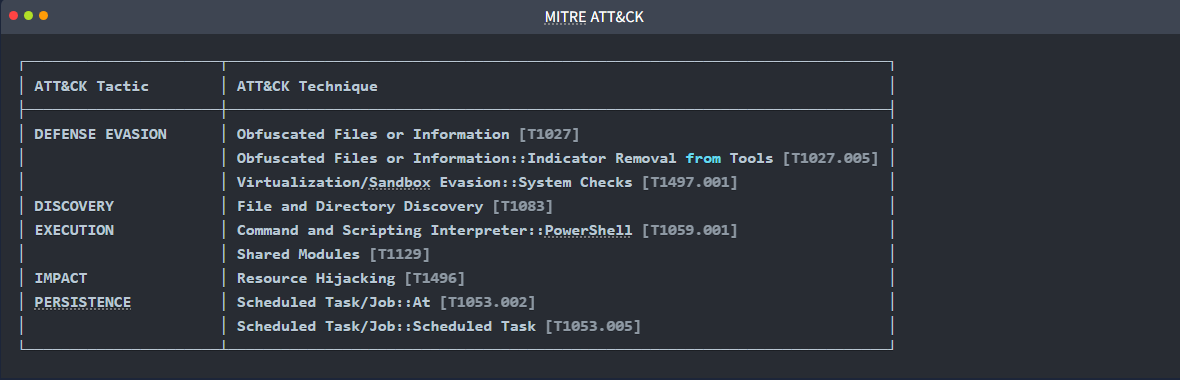 MITRE ATT&CK
ATT&CK Tactic ATT&CK Technique
DEFENSE EVASION Obfuscated Files or Information [T1027]
Obfuscated Files or Information::Indicator Removal from Tools [T1027.005]
Virtualization/Sandbox Evasion::System Checks [T1497.001]
DISCOVERY File and Directory Discovery [T1083]
EXECUTION Command and Scripting Interpreter::PowerShell [T1059.001]
Shared Modules [T1129]
IMPACT Resource Hijacking [T1496]
PERSISTENCE Scheduled Task/Job::At [T1053.002]
Scheduled Task/Job::Scheduled Task [T1053.005]